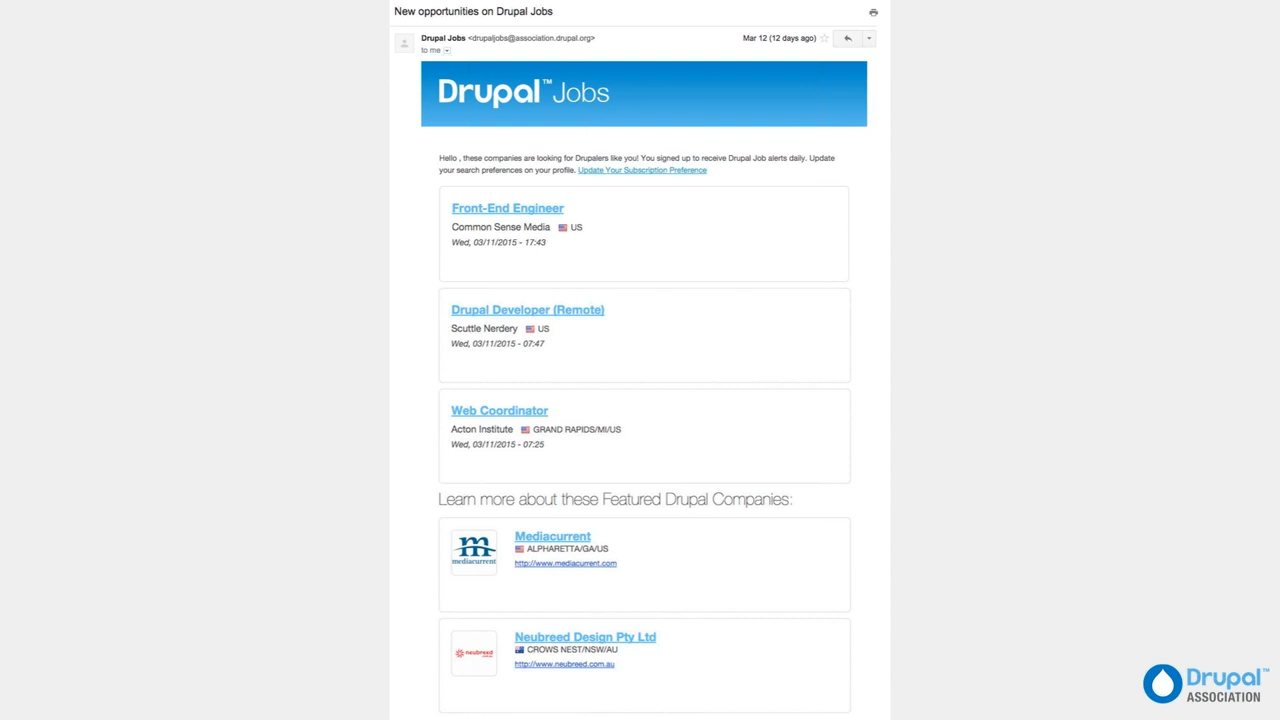 New opportunities on Drupal Jobs
Drupal Jobs <drupaljobs@association.drupal.org>
Mar 12 (12 days ago)
to me
Drupal™ Jobs
Hello , these companies are looking for Drupalers like you! You signed up to receive Drupal Job alerts daily. Update
your search preferences on your profile. Update Your Subscription Preference
Front-End Engineer
Common Sense Media US
Wed, 03/11/2015 - 17:43
Drupal Developer (Remote)
Scuttle Nerdery US
Wed, 03/11/2015 - 07:47
Web Coordinator
Acton Institute GRAND RAPIDS/MI/US
Wed, 03/11/2015 - 07:25
Learn more about these Featured Drupal Companies:
m
mediacurrent
Mediacurrent
ALPHARETTA/GA/US
http://www.mediacurrent.com
neubreed
Neubreed Design Pty Ltd
CROWS NEST/NSW/AU
http://www.neubreed.com.au
Drupal™
ASSOCIATION